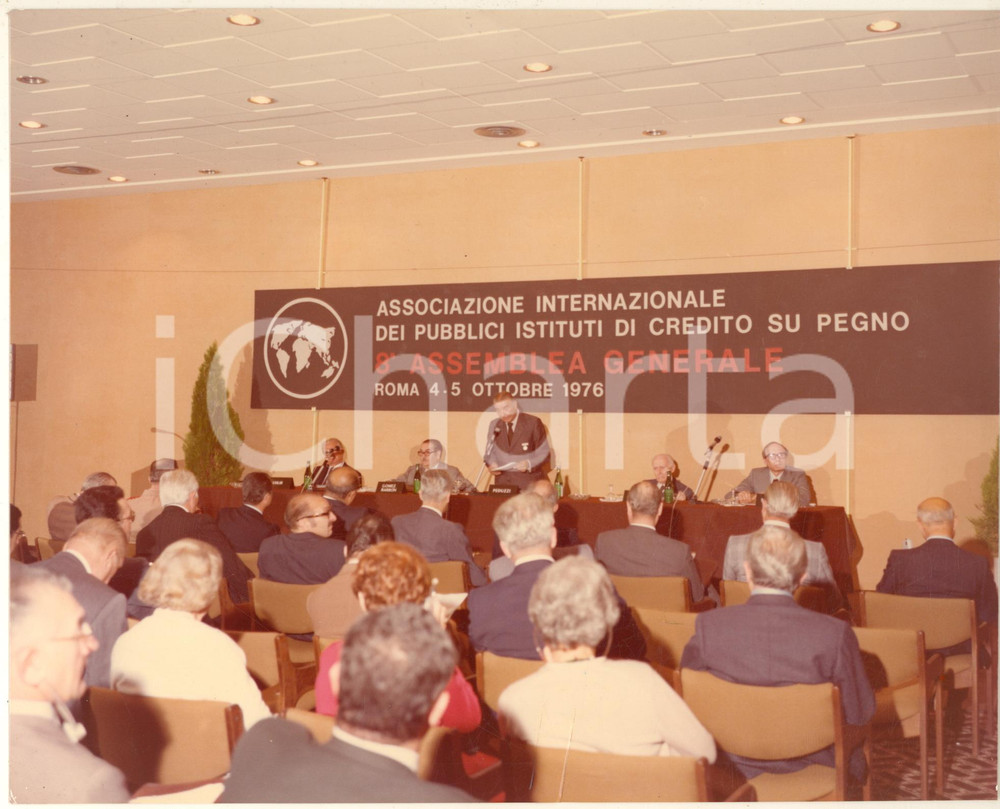 ASSOCIAZIONE INTERNAZIONALE
DEI PUBBLICI ISTITUTI DI CREDITO SU PEGNO
8ª ASSEMBLEA GENERALE
ROMA 4-5 OTTOBRE 1976
iCharta